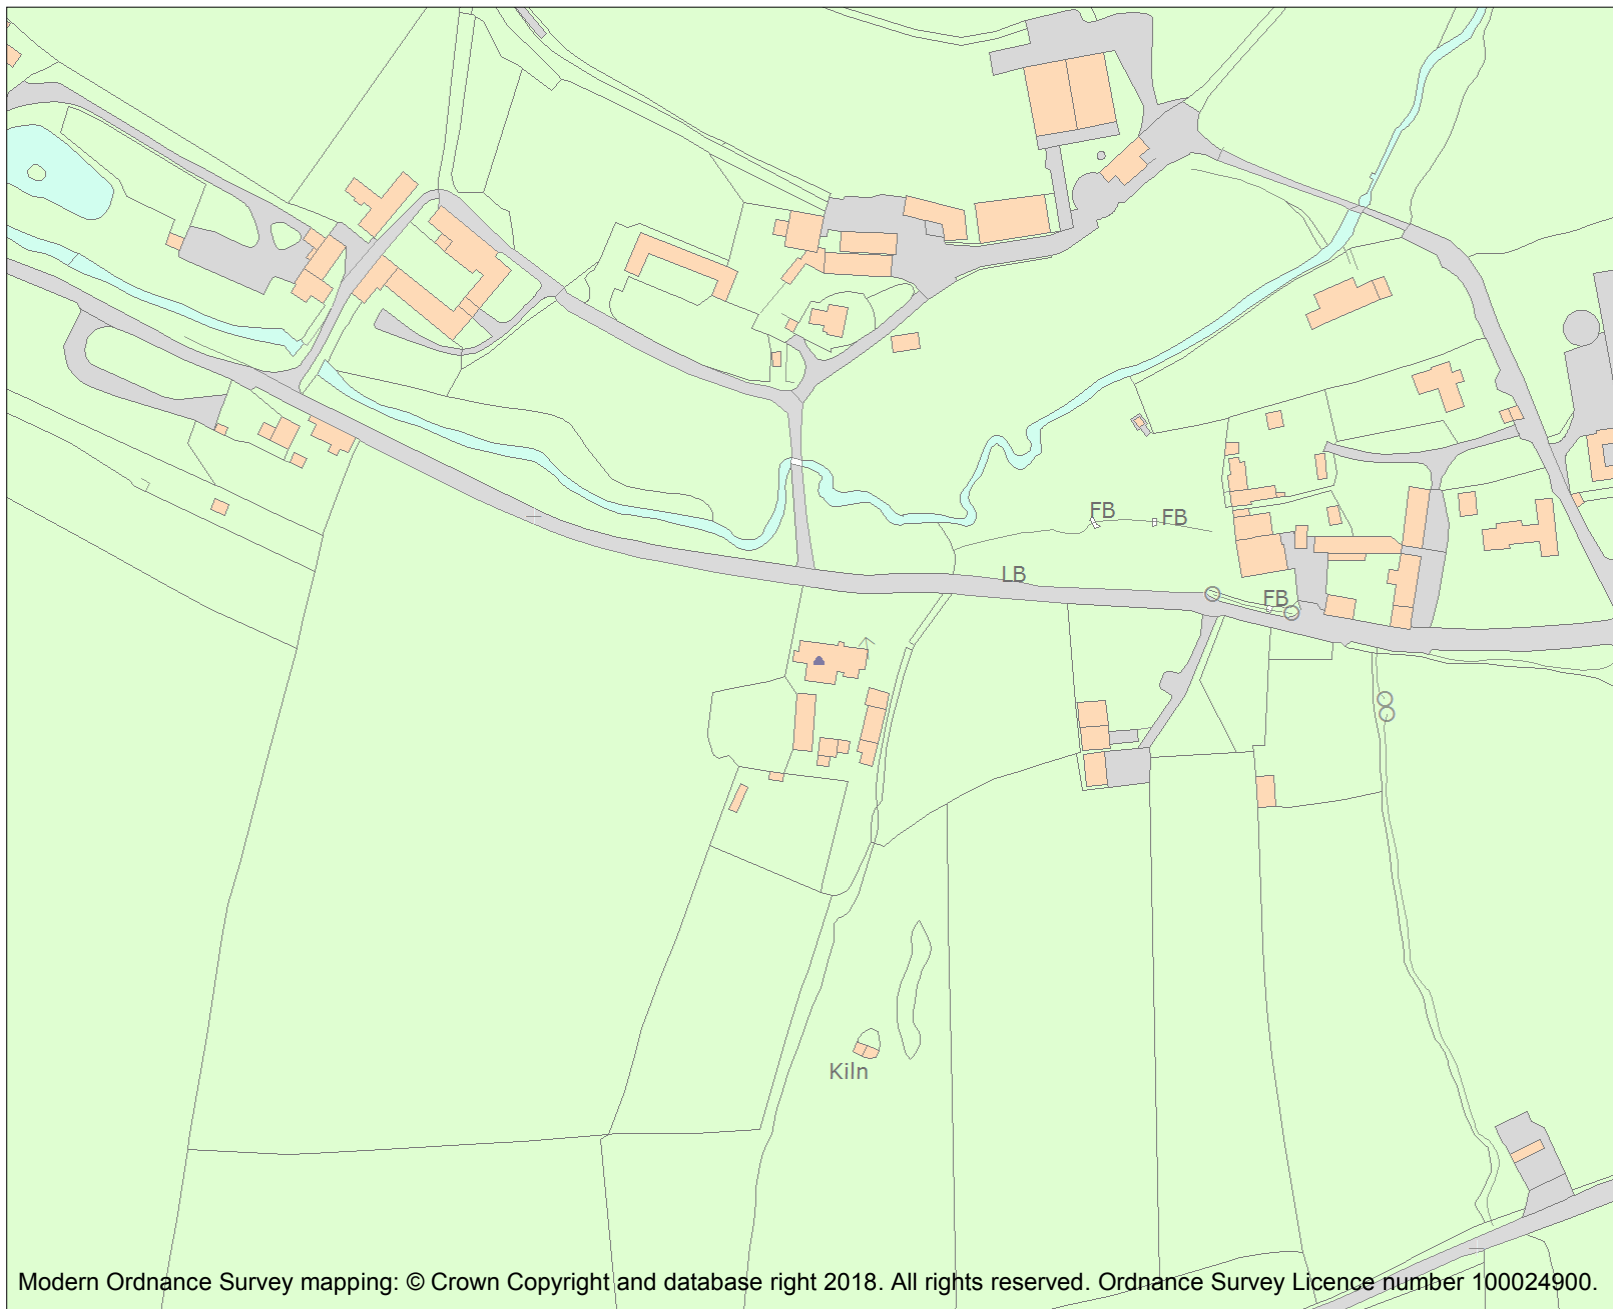 FB
FB
LB
FB
Kiln
Modern Ordnance Survey mapping: © Crown Copyright and database right 2018. All rights reserved. Ordnance Survey Licence number 100024900.